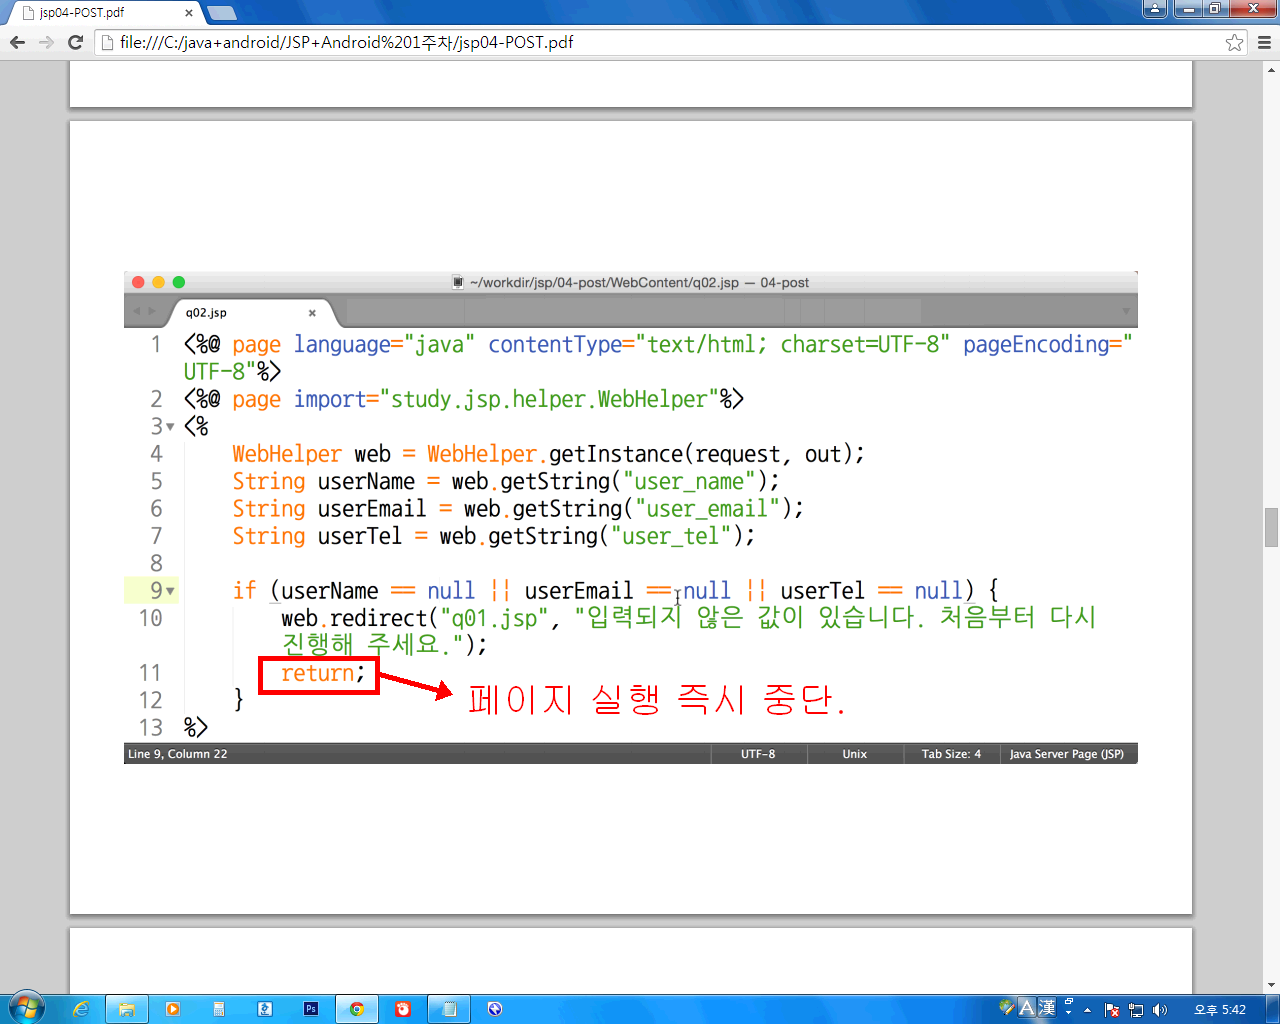 jsp04-POST.pdf
file:///C:/java+android/JSP+Android%201주차/jsp04-POST.pdf
~/workdir/jsp/04-post/WebContent/q02.jsp — 04-post
q02.jsp
1 <%@ page language="java" contentType="text/html; charset=UTF-8" pageEncoding="
UTF-8"%>
2 <%@ page import="study.jsp.helper.WebHelper"%>
3 <%
4 WebHelper web = WebHelper.getInstance(request, out);
5 String userName = web.getString("user_name");
6 String userEmail = web.getString("user_email");
7 String userTel = web.getString("user_tel");
8
9 if (userName == null || userEmail == null || userTel == null) {
10 web.redirect("q01.jsp", "입력되지 않은 값이 있습니다. 처음부터 다시
진행해 주세요.");
11 return;
페이지 실행 즉시 중단.
12 }
13 %>
Line 9, Column 22 UTF-8 Unix Tab Size: 4 Java Server Page (JSP)
Ps A 漢 오후 5:42